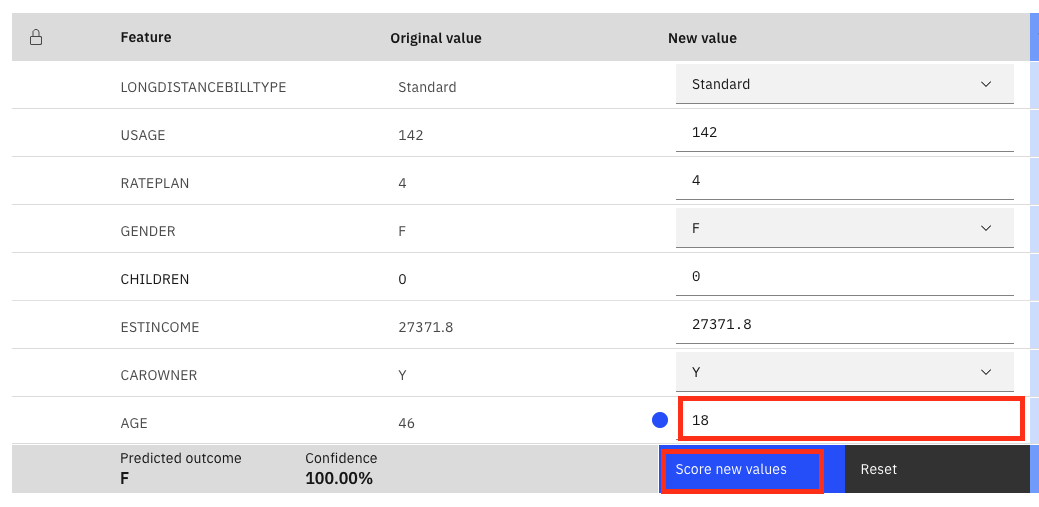 Feature Original value New value
LONGDISTANCEBILLTYPE Standard Standard
USAGE 142 142
RATEPLAN 4 4
GENDER F F
CHILDREN 0 0
ESTINCOME 27371.8 27371.8
CAROWNER Y Y
AGE 46 18
Predicted outcome Confidence
F 100.00% Score new values Reset